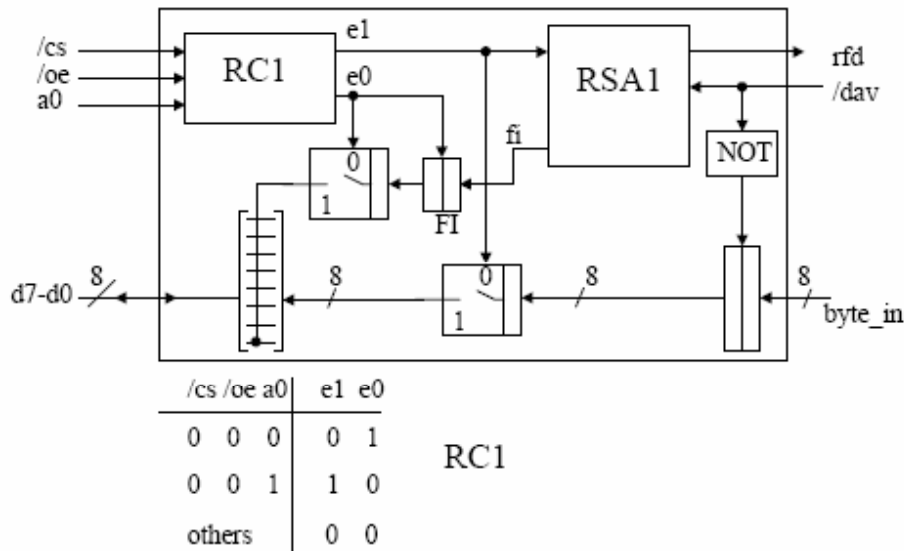 /cs
/oe
a0
RC1
e1
e0
RSA1
rfd
/dav
NOT
fi
0
1
FI
8
d7-d0
8
0
1
8
8
byte_in
/cs /oe a0 e1 e0
0 0 0 0 1
0 0 1 1 0
others 0 0
RC1